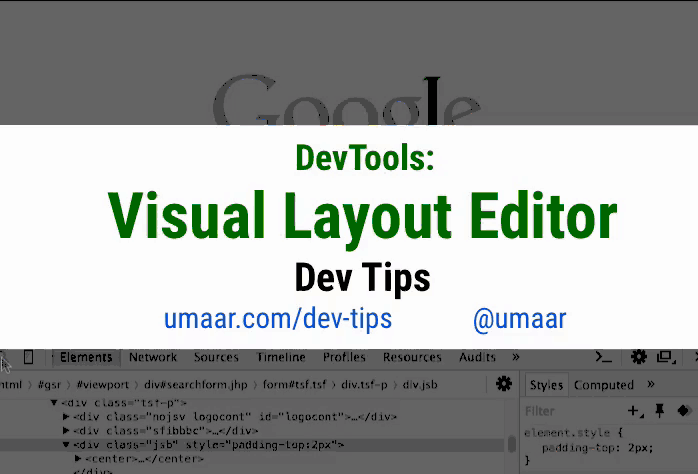 Google
DevTools:
Visual Layout Editor
Dev Tips
umaar.com/dev-tips @umaar
Elements Network Sources Timeline Profiles Resources Audits »
html #gsr #viewport div#searchform.jhp form#tsf.tsf div.tsf-p div.jsb Styles Computed »
▼<div class="tsf-p">
▶<div class="nojsv logocont" id="logocont">…</div> Filter
▶<div class="sfibbbc">…</div> element.style {
▼<div class="jsb" style="padding-top:2px"> padding-top: 2px;
▶<center>…</center> }
</div>